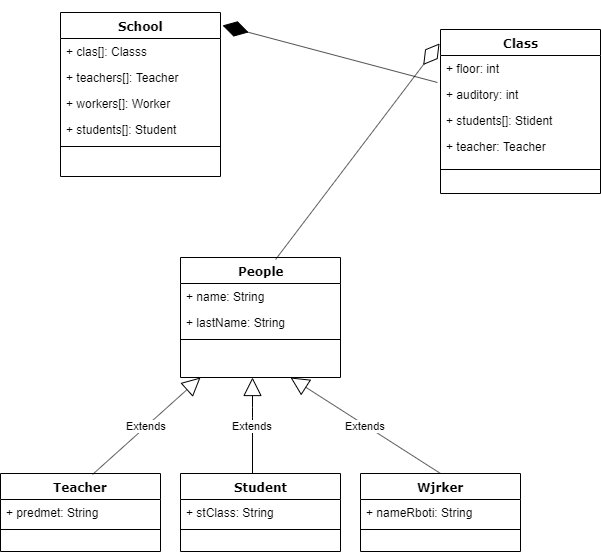 School
+ clas[]: Classs
+ teachers[]: Teacher
+ workers[]: Worker
+ students[]: Student
Class
+ floor: int
+ auditory: int
+ students[]: Stident
+ teacher: Teacher
People
+ name: String
+ lastName: String
Extends
Extends
Extends
Teacher
+ predmet: String
Student
+ stClass: String
Wjrker
+ nameRboti: String